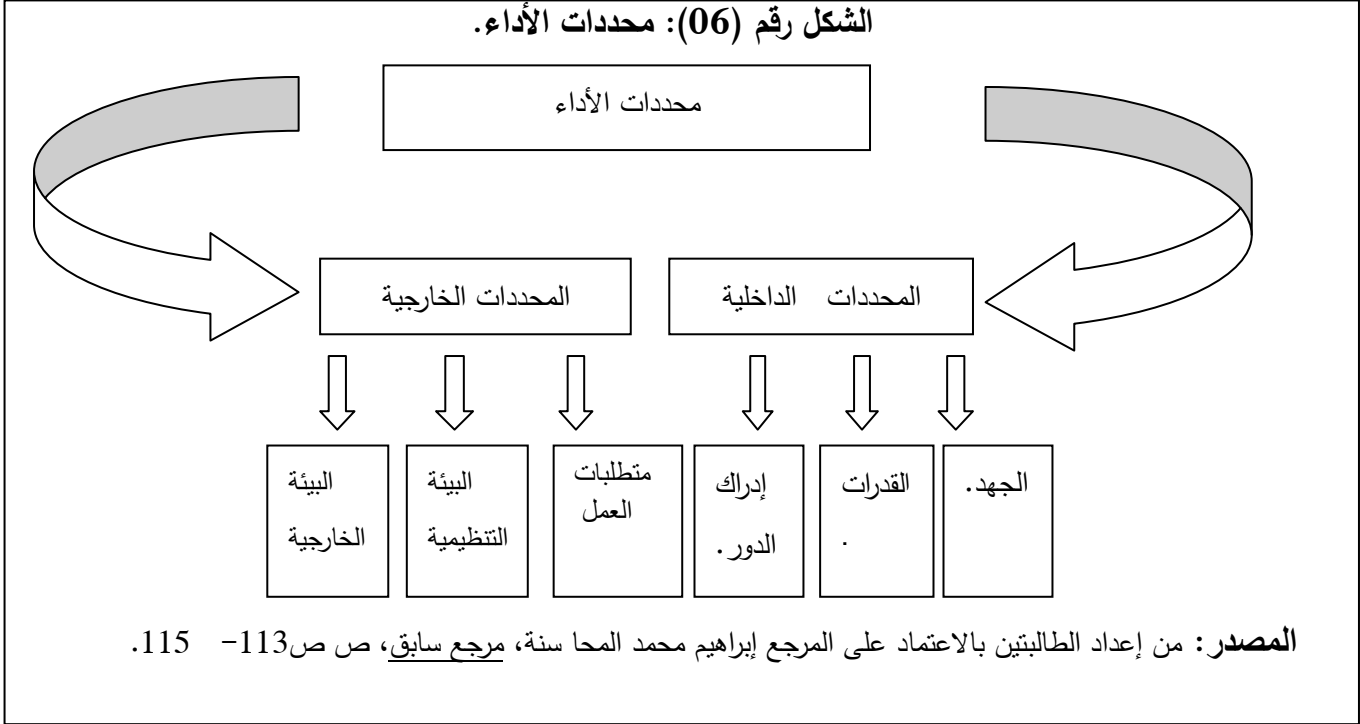 الشكل رقم (06): محددات الأداء.
محددات الأداء
المحددات الداخلية
المحددات الخارجية
الجهد.
القدرات
.
إدراك
الدور.
متطلبات
العمل
البيئة
التنظيمية
البيئة
الخارجية
المصدر: من إعداد الطالبتين بالاعتماد على المرجع إبراهيم محمد المحا سنة، مرجع سابق، ص ص113- 115.